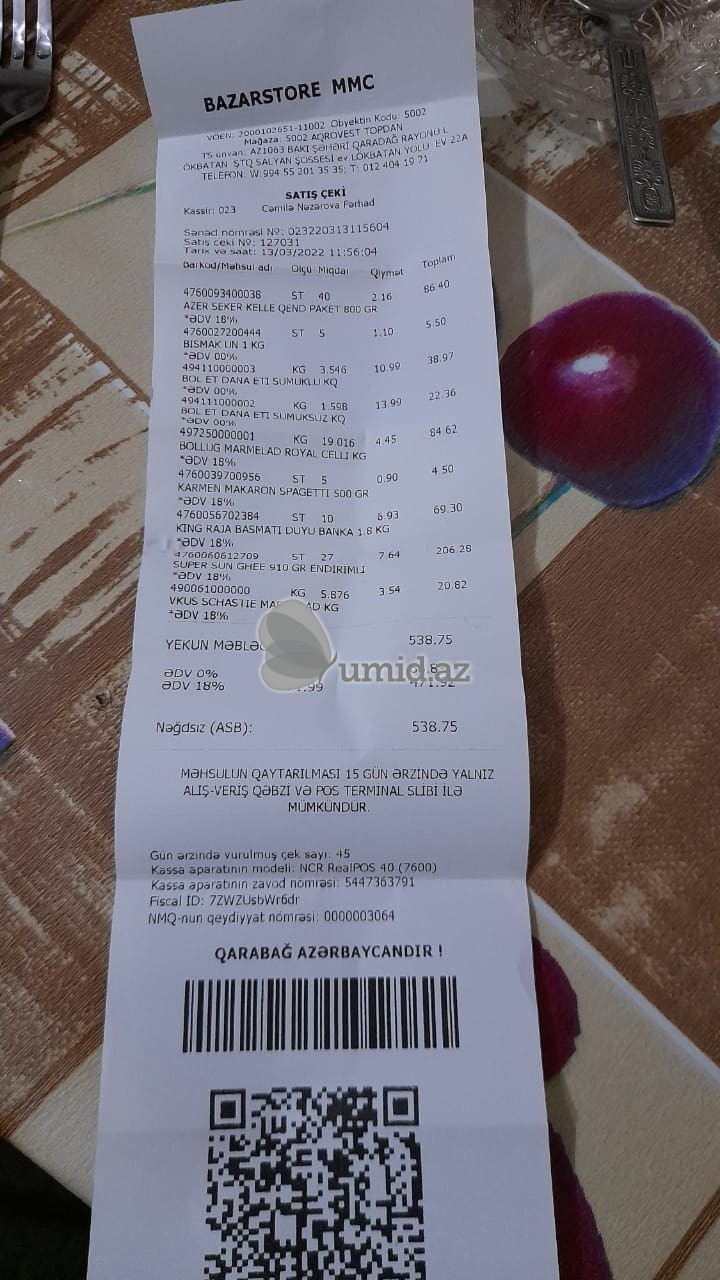 BAZARSTORE MMC
VÖEN: 2000102651-11002 Obyektin Kodu: 5002
Mağaza: 5002 AQROVEST TOPDAN
TS ünvan: AZ1063 BAKI ŞƏHƏRİ QARADAĞ RAYONU L
ÖKBATAN ŞTQ SALYAN ŞOSSESİ ev LÖKBATAN YOLU EV 22A
TELEFON: W:994 55 201 35 35; T: 012 404 19 71
SATIŞ ÇEKİ
Kassir: 023 Cəmilə Nəzərova Fərhad
Sənəd nömrəsi №: 023220313115604
Satış çeki №: 127031
Tarix və saat: 13/03/2022 11:56:04
Barkod/Məhsul adı Ölçü Miqdar Qiymət Toplam
4760093400038 ST 40 2.16 86.40
AZER SEKER KELLE QEND PAKET 800 GR
*ƏDV 18%
4760027200444 ST 5 1.10 5.50
BISMAK UN 1 KG
*ƏDV 00%
494110000003 KG 3.546 10.99 38.97
BOL ET DANA ETI SUMUKLU KQ
*ƏDV 00%
494111000002 KG 1.598 13.99 22.36
BOL ET DANA ETI SUMUKSUZ KQ
*ƏDV 00%
497250000001 KG 19.016 4.45 84.62
BOLLUG MARMELAD ROYAL CELLI KG
*ƏDV 18%
4760039700956 ST 5 0.90 4.50
KARMEN MAKARON SPAGETTI 500 GR
*ƏDV 18%
4760056702384 ST 10 6.93 69.30
KING RAJA BASMATI DUYU BANKA 1.8 KG
*ƏDV 18%
4760060612709 ST 27 7.64 206.28
SUPER SUN GHEE 910 GR ENDIRIMLI
*ƏDV 18%
490061000000 KG 5.876 3.54 20.82
VKUS SCHASTIE KG
*ƏDV 18%
YEKUN 538.75
ƏDV 0%
ƏDV 18%
umid.az
Nəğdsiz (ASB): 538.75
MƏHSULUN QAYTARILMASI 15 GÜN ƏRZİNDƏ YALNIZ
ALIŞ-VERİŞ QƏBZİ VƏ POS TERMİNAL SLİBİ İLƏ
MÜMKÜNDÜR.
Gün ərzində vurulmuş çek sayı: 45
Kassa aparatının modeli: NCR RealPOS 40 (7600)
Kassa aparatının zavod nömrəsi: 5447363791
Fiscal ID: 7ZWZUsbWr6dr
NMQ-nun qeydiyyat nömrəsi: 0000003064
QARABAĞ AZƏRBAYCANDIR !